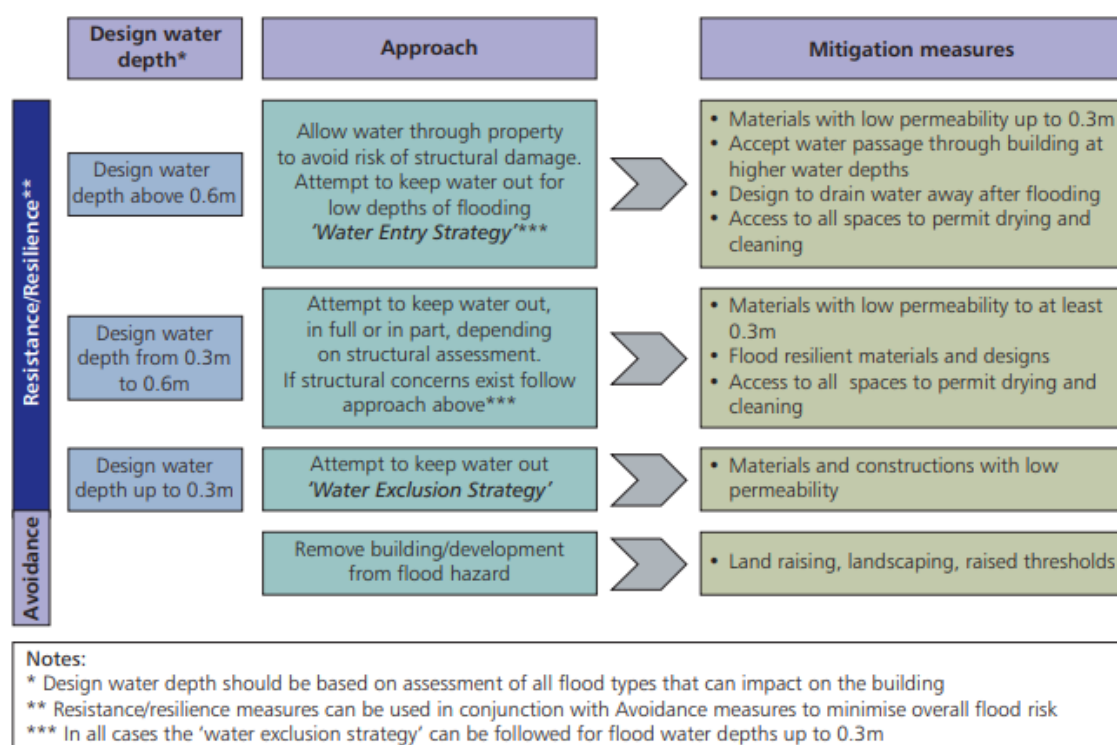 Design water
depth*
Approach
Mitigation measures
Resistance/Resilience**
Design water
depth above 0.6m
Allow water through property
to avoid risk of structural damage.
Attempt to keep water out for
low depths of flooding
‘Water Entry Strategy’***
• Materials with low permeability up to 0.3m
• Accept water passage through building at
higher water depths
• Design to drain water away after flooding
• Access to all spaces to permit drying and
cleaning
Design water
depth from 0.3m
to 0.6m
Attempt to keep water out,
in full or in part, depending
on structural assessment.
If structural concerns exist follow
approach above***
• Materials with low permeability to at least
0.3m
• Flood resilient materials and designs
• Access to all spaces to permit drying and
cleaning
Design water
depth up to 0.3m
Attempt to keep water out
‘Water Exclusion Strategy’
• Materials and constructions with low
permeability
Avoidance
Remove building/development
from flood hazard
• Land raising, landscaping, raised thresholds
Notes:
* Design water depth should be based on assessment of all flood types that can impact on the building
** Resistance/resilience measures can be used in conjunction with Avoidance measures to minimise overall flood risk
*** In all cases the ‘water exclusion strategy’ can be followed for flood water depths up to 0.3m